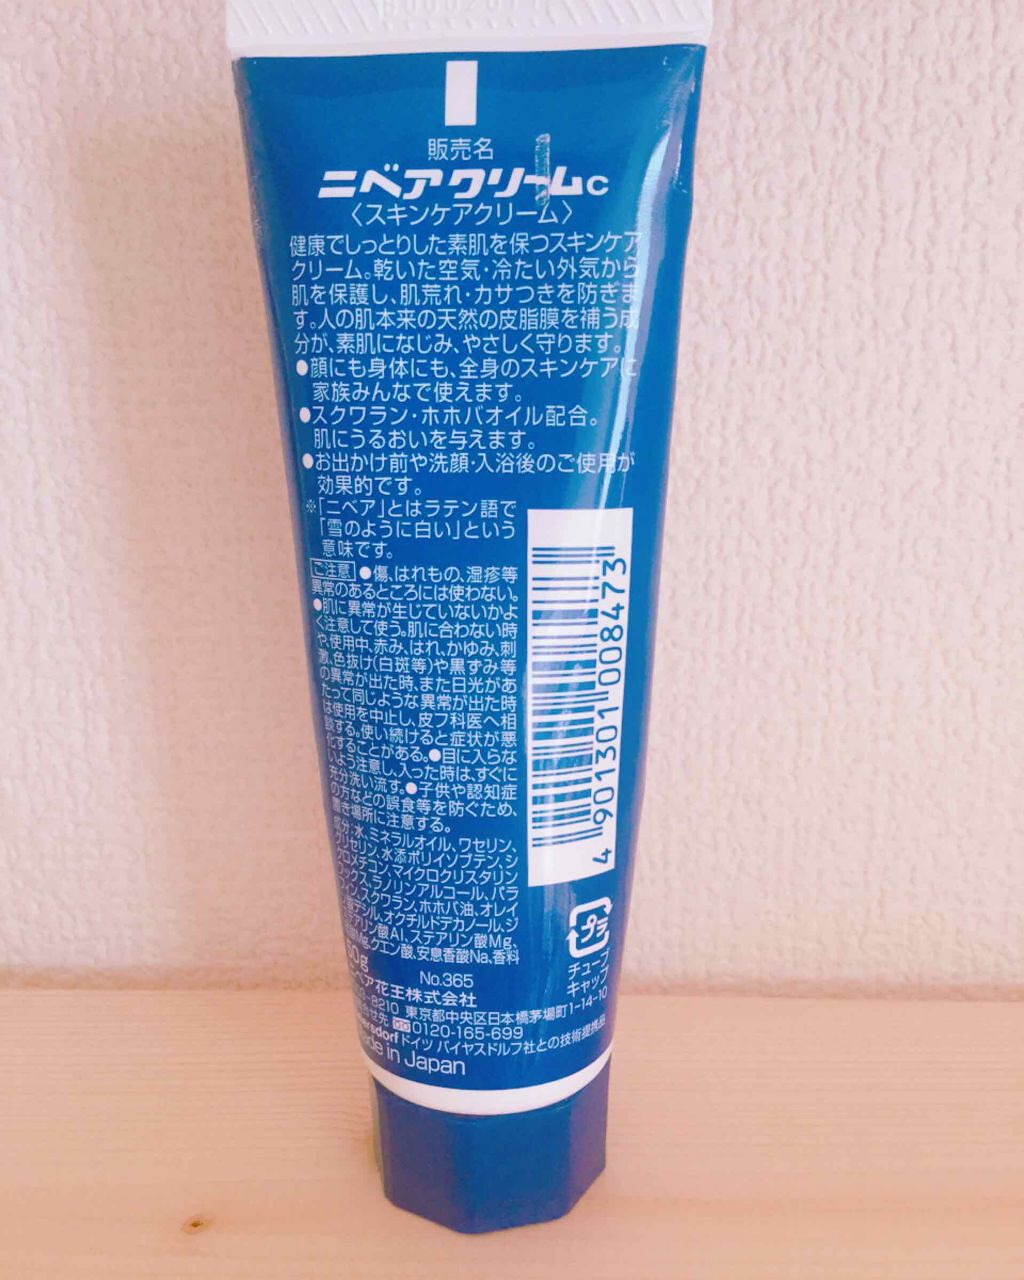 販売名
ニベアクリームC
〈スキンケアクリーム〉
健康でしっとりした素肌を保つスキンケア
クリーム。乾いた空気・冷たい外気から
肌を保護し、肌荒れ・カサつきを防ぎま
す。人の肌本来の天然の皮脂膜を補う成
分が、素肌になじみ、やさしく守ります。
●顔にも身体にも、全身のスキンケアに
家族みんなで使えます。
●スクワラン・ホホバオイル配合。
肌にうるおいを与えます。
●お出かけ前や洗顔・入浴後のご使用が
効果的です。
※「ニベア」とはラテン語で
「雪のように白い」という
意味です。
ご注意 ●傷、はれもの、湿疹等
異常のあるところには使わない。
●肌に異常が生じていないかよ
く注意して使う。肌に合わない時
や、使用中、赤み、はれ、かゆみ、刺
激、色抜け(白斑等)や黒ずみ等
の異常が出た時、また日光があ
たって同じような異常が出た時
は使用を中止し、皮フ科医へ相
談する。使い続けると症状が悪
化することがある。●目に入らな
いよう注意し、入った時は、すぐに
充分洗い流す。●子供や認知症
の方などの誤食等を防ぐため、
置き場所に注意する。
成分:水、ミネラルオイル、ワセリン、
グリセリン、水添ポリイソブテン、シ
クロメチコン、マイクロクリスタリン
ワックス、ラノリンアルコール、パラ
フィン、スクワラン、ホホバ油、オレイ
ン酸デシル、オクチルドデカノール、ジ
ステアリン酸Al、ステアリン酸Mg、
Mg、クエン酸、安息香酸Na、香料
50g
No.365
ニベア花王株式会社
-8210 東京都中央区日本橋茅場町1-14-10
0120-165-699
ersdorf ドイツ バイヤスドルフ社との技術提携品
ade in Japan
4 901301 008473
プラ
チューブ
キャップ